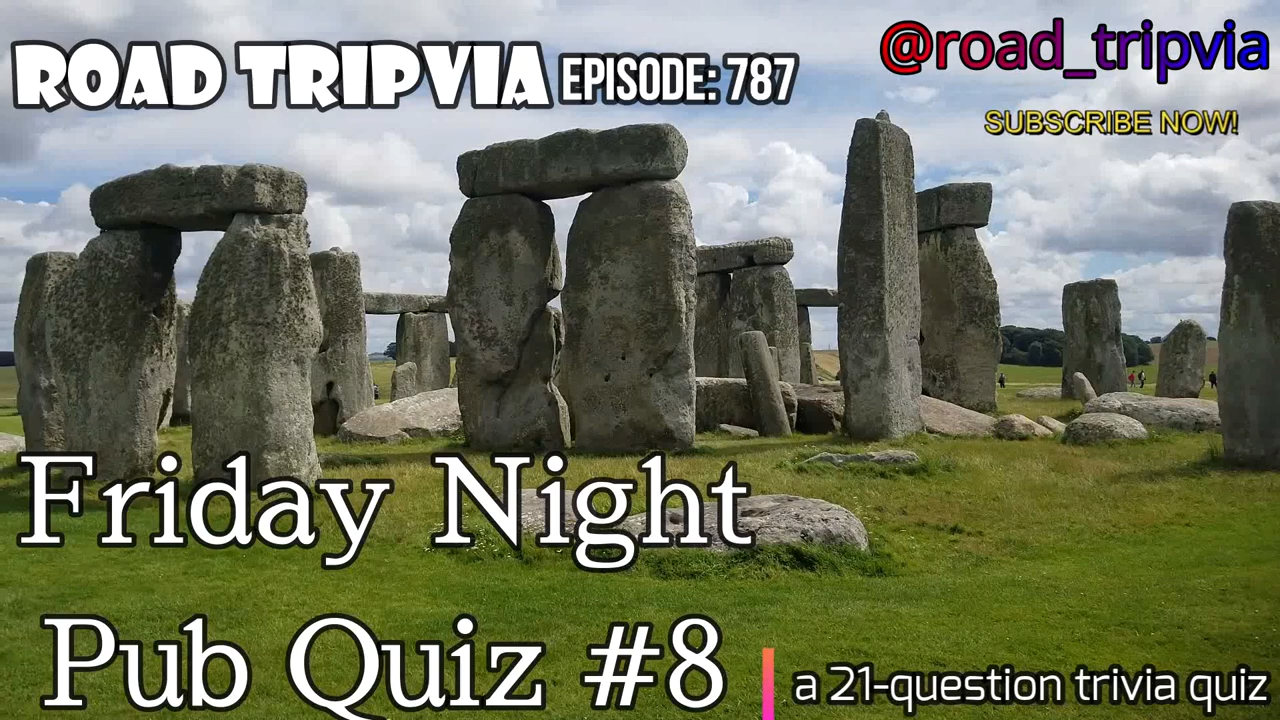 ROAD TRIPVIA EPISODE: 787
@road_tripvia
SUBSCRIBE NOW!
Friday Night
Pub Quiz #8
a 21-question trivia quiz